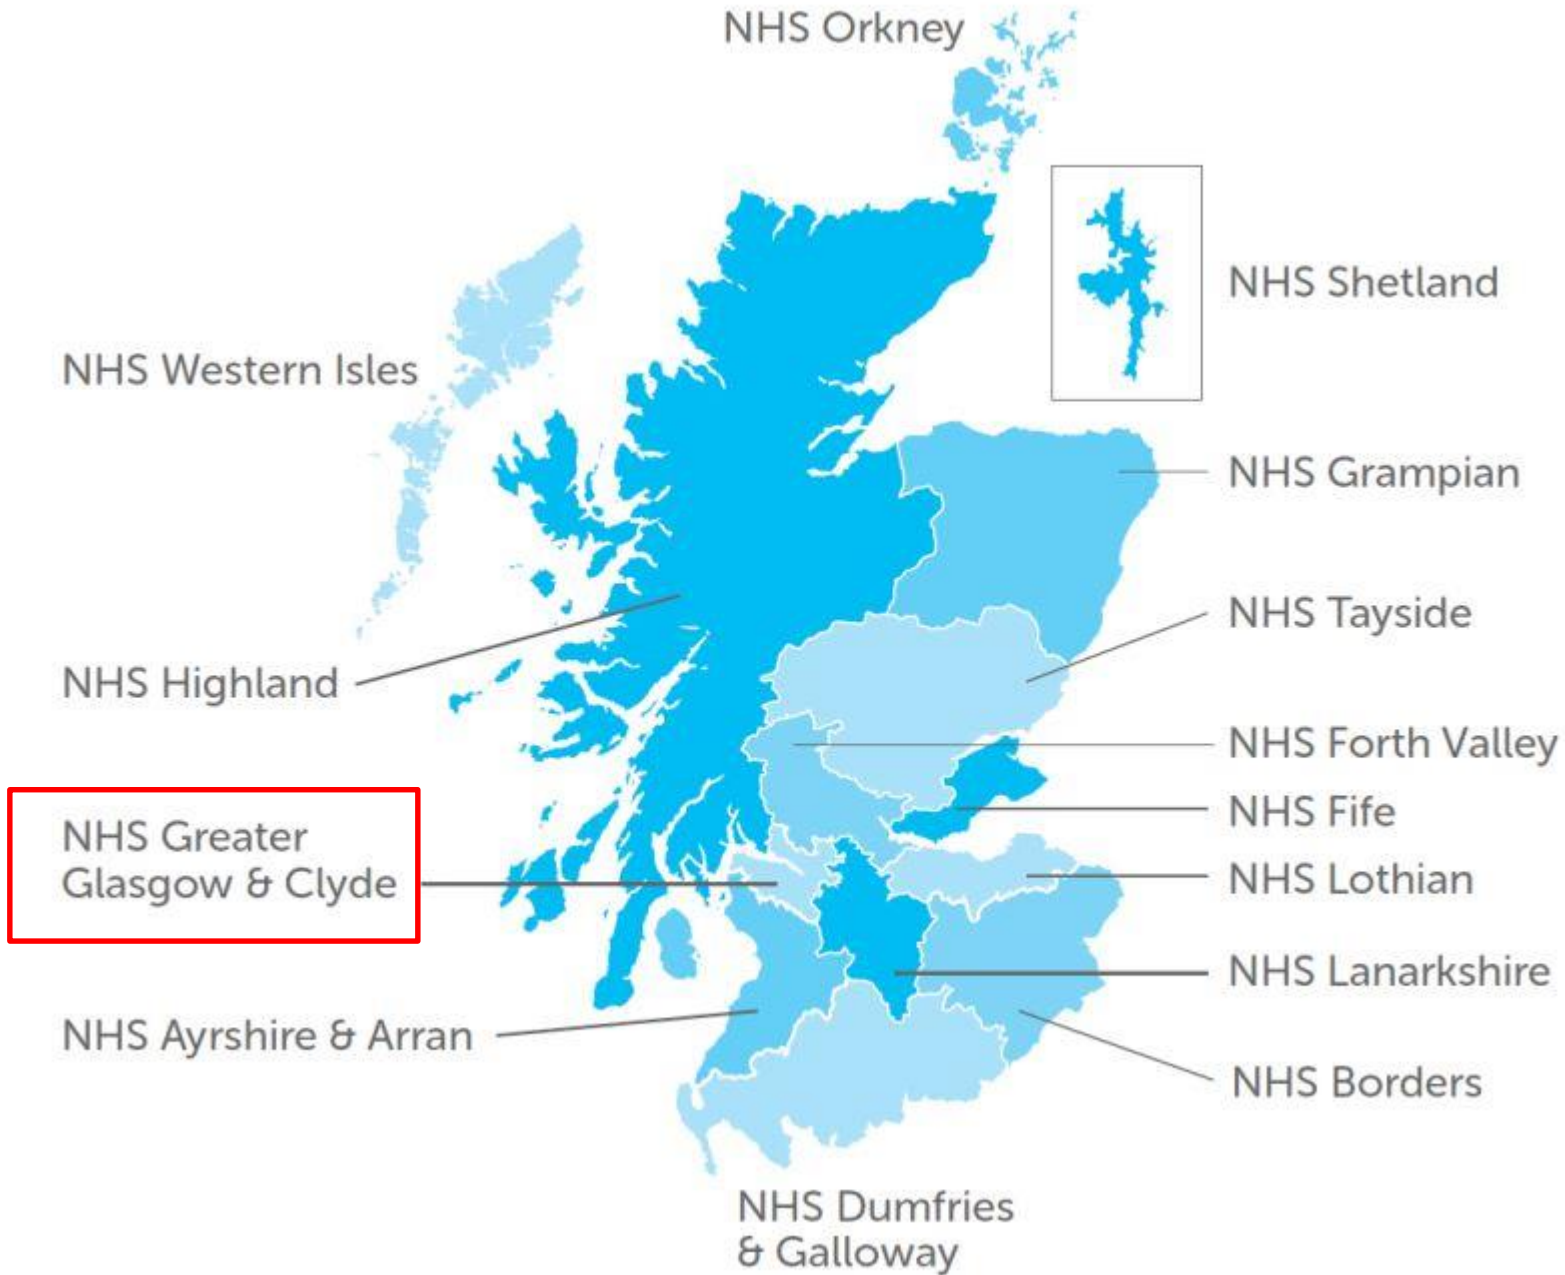 NHS Orkney
NHS Shetland
NHS Western Isles
NHS Grampian
NHS Tayside
NHS Highland
NHS Forth Valley
NHS Fife
NHS Greater
Glasgow & Clyde
NHS Lothian
NHS Lanarkshire
NHS Ayrshire & Arran
NHS Borders
NHS Dumfries
& Galloway